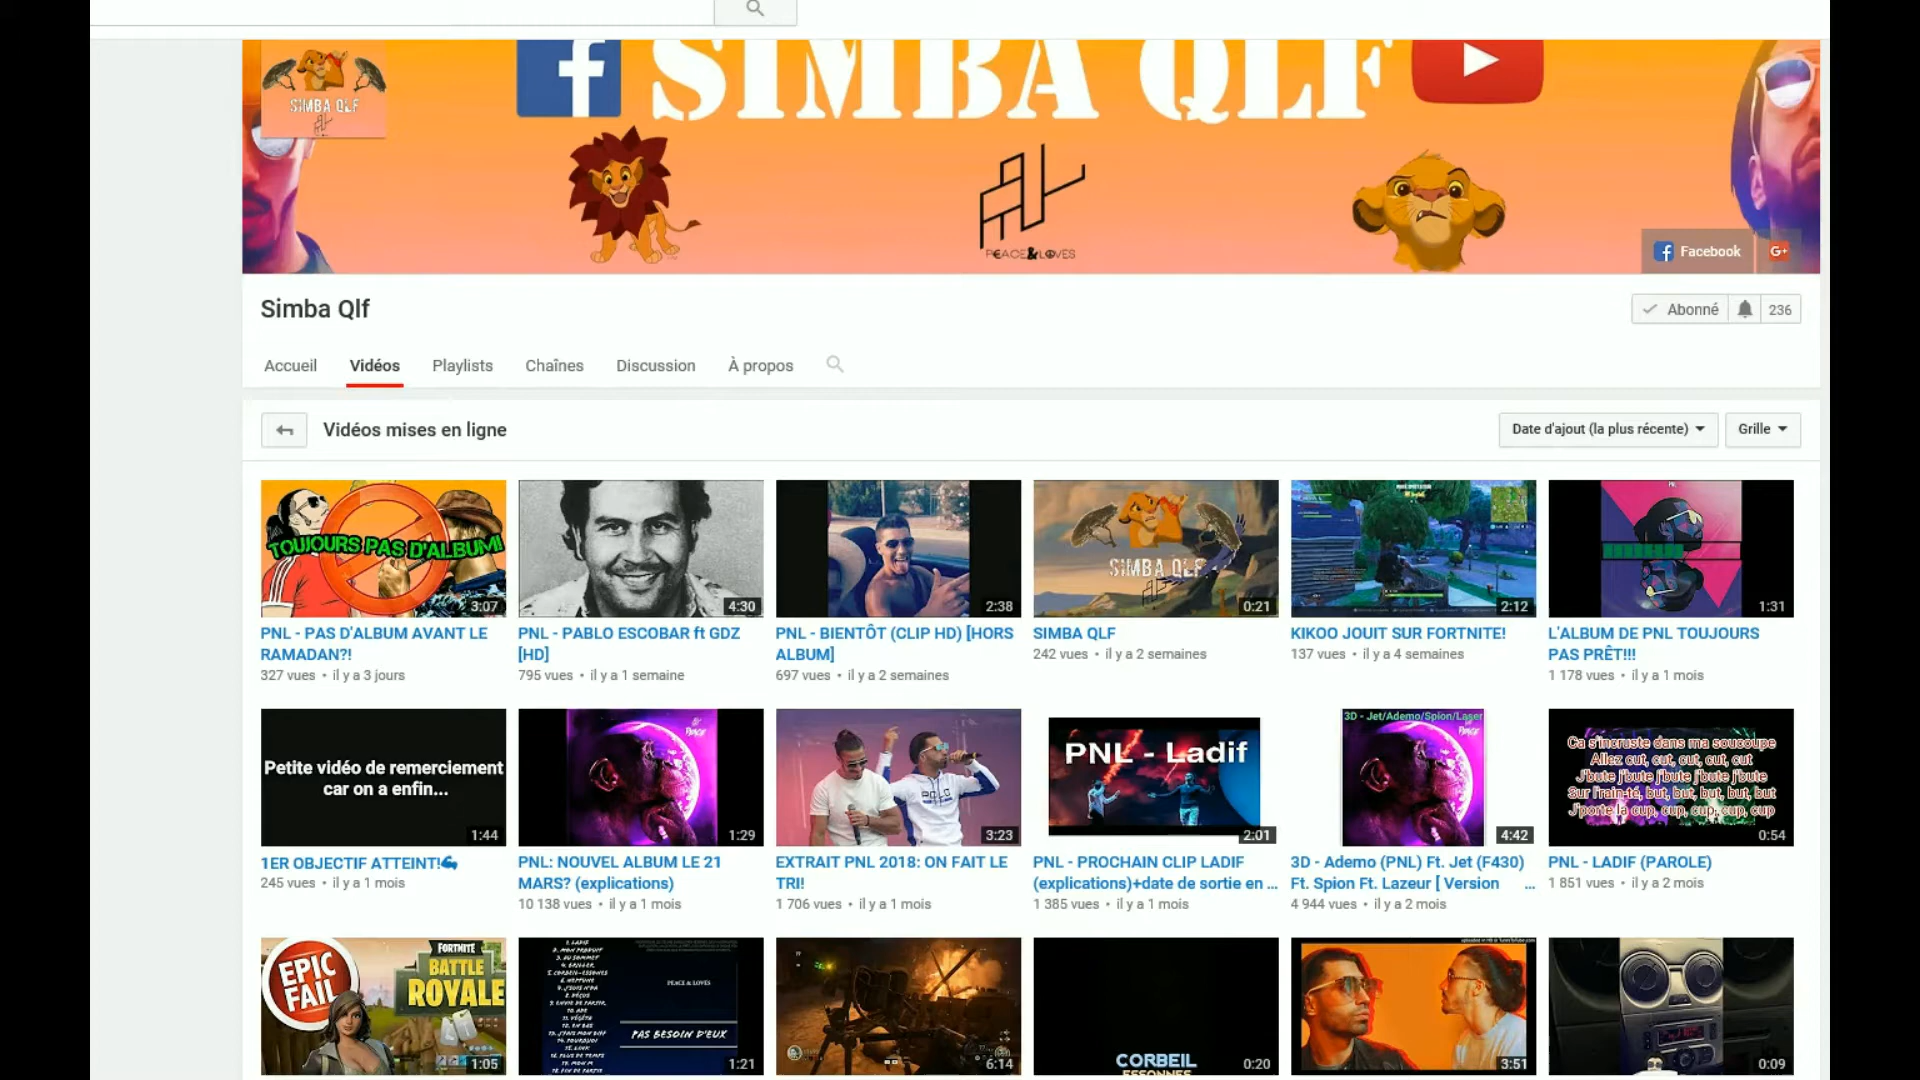 SIMBA QLF
SIMBA QLF
PEACE&LOVES
Facebook
G+
Simba Qlf
Abonné
236
Accueil
Vidéos
Playlists
Chaînes
Discussion
À propos
Vidéos mises en ligne
Date d'ajout (la plus récente)
Grille
TOUJOURS PAS D'ALBUM!
3:07
4:30
2:38
SIMBA QLF
0:21
2:12
1:31
PNL - PAS D'ALBUM AVANT LE
RAMADAN?!
327 vues • il y a 3 jours
PNL - PABLO ESCOBAR ft GDZ
[HD]
795 vues • il y a 1 semaine
PNL - BIENTÔT (CLIP HD) [HORS
ALBUM]
697 vues • il y a 2 semaines
SIMBA QLF
242 vues • il y a 2 semaines
KIKOO JOUIT SUR FORTNITE!
137 vues • il y a 4 semaines
L'ALBUM DE PNL TOUJOURS
PAS PRÊT!!!
1 178 vues • il y a 1 mois
Petite vidéo de remerciement
car on a enfin...
1:44
1:29
3:23
PNL - Ladif
2:01
3D - Jet/Ademo/Spion/Laser
4:42
Ca s'incruste dans ma soucoupe
Allez cut, cut, cut, cut, cut
J'bute j'bute j'bute j'bute j'bute
Sur l'rain-té, but, but, but, but, but
J'porte la cup, cup, cup, cup, cup
0:54
1ER OBJECTIF ATTEINT!💪
245 vues • il y a 1 mois
PNL: NOUVEL ALBUM LE 21
MARS? (explications)
10 138 vues • il y a 1 mois
EXTRAIT PNL 2018: ON FAIT LE
TRI!
1 706 vues • il y a 1 mois
PNL - PROCHAIN CLIP LADIF
(explications)+date de sortie en ...
1 385 vues • il y a 1 mois
3D - Ademo (PNL) Ft. Jet (F430)
Ft. Spion Ft. Lazeur [ Version ...
4 944 vues • il y a 2 mois
PNL - LADIF (PAROLE)
1 851 vues • il y a 2 mois
EPIC
FAIL
FORTNITE
BATTLE
ROYALE
1:05
PEACE & LOVES
PAS BESOIN D'EUX
1:21
6:14
CORBEIL
ESSONNES
0:20
3:51
0:09